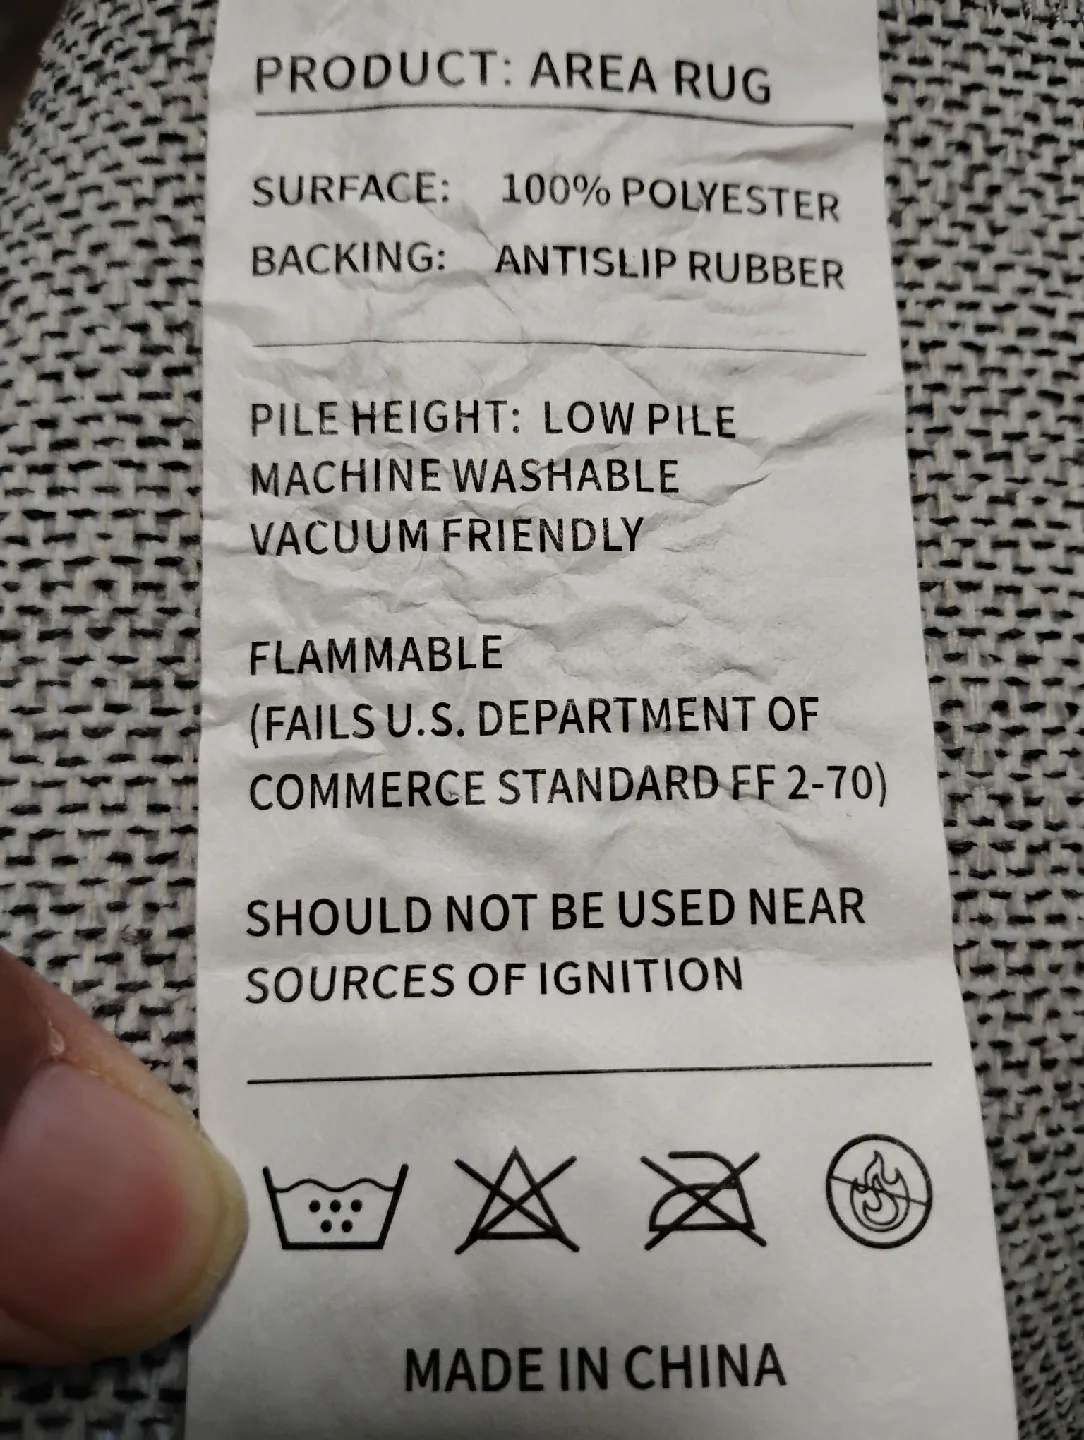 PRODUCT: AREA RUG
SURFACE: 100% POLYESTER
BACKING: ANTISLIP RUBBER
PILE HEIGHT: LOW PILE
MACHINE WASHABLE
VACUUM FRIENDLY
FLAMMABLE
(FAILS U.S. DEPARTMENT OF
COMMERCE STANDARD FF 2-70)
SHOULD NOT BE USED NEAR
SOURCES OF IGNITION
MADE IN CHINA